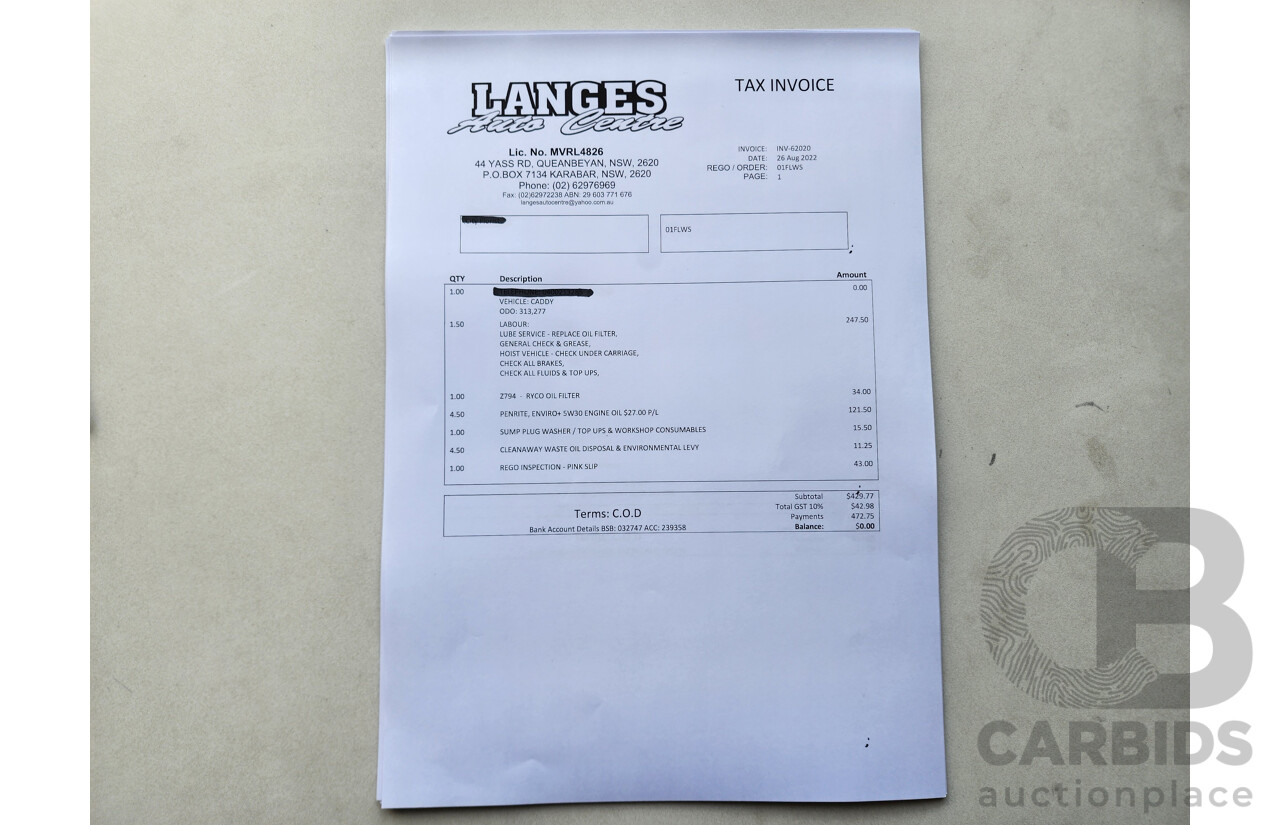 LANGES
Auto Centre
TAX INVOICE
Lic. No. MVRL4826
44 YASS RD, QUEANBEYAN, NSW, 2620
P.O.BOX 7134 KARABAR, NSW, 2620
Phone: (02) 62976969
Fax: (02)62972238 ABN: 29 603 771 676
langesautocentre@yahoo.com.au
INVOICE: INV-62020
DATE: 26 Aug 2022
REGO / ORDER: 01FLWS
PAGE: 1
01FLWS
QTY Description Amount
1.00 0.00
VEHICLE: CADDY
ODO: 313,277
1.50 LABOUR: 247.50
LUBE SERVICE - REPLACE OIL FILTER,
GENERAL CHECK & GREASE,
HOIST VEHICLE - CHECK UNDER CARRIAGE,
CHECK ALL BRAKES,
CHECK ALL FLUIDS & TOP UPS,
1.00 Z794 - RYCO OIL FILTER 34.00
4.50 PENRITE, ENVIRO+ 5W30 ENGINE OIL $27.00 P/L 121.50
1.00 SUMP PLUG WASHER / TOP UPS & WORKSHOP CONSUMABLES 15.50
4.50 CLEANAWAY WASTE OIL DISPOSAL & ENVIRONMENTAL LEVY 11.25
1.00 REGO INSPECTION - PINK SLIP 43.00
Terms: C.O.D
Bank Account Details BSB: 032747 ACC: 239358
Subtotal $429.77
Total GST 10% $42.98
Payments 472.75
Balance: $0.00
CB
CARBIDS
auctionplace